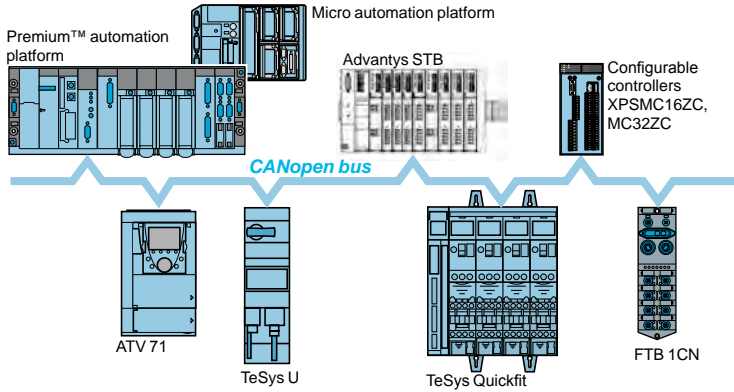 Micro automation platform
Premium™ automation
platform
Advantys STB
Configurable
controllers
XPSMC16ZC,
MC32ZC
CANopen bus
ATV 71
TeSys U
TeSys Quickfit
FTB 1CN